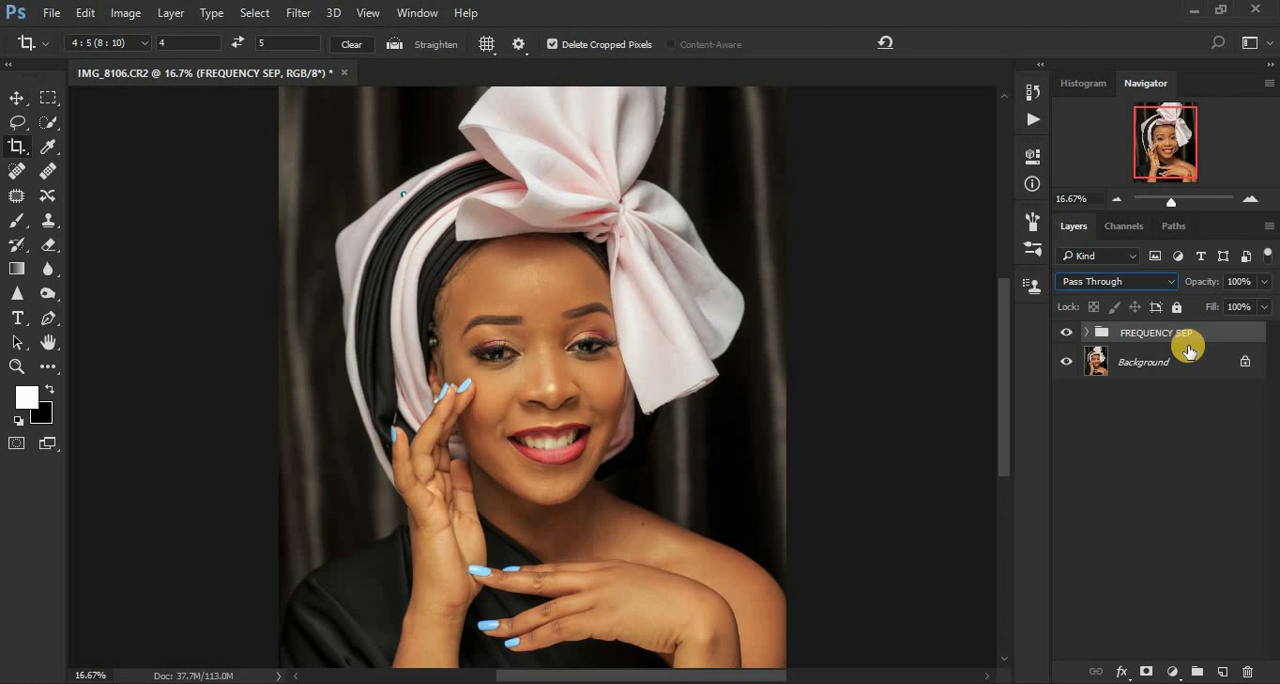 Ps File Edit Image Layer Type Select Filter 3D View Window Help
4 : 5 (8 : 10) 4 5 Clear Straighten Delete Cropped Pixels Content-Aware
IMG_8106.CR2 @ 16.7% (FREQUENCY SEP, RGB/8*) *
Histogram Navigator
16.67%
Layers Channels Paths
Kind
Pass Through Opacity: 100%
Lock: Fill: 100%
FREQUENCY SEP
Background
16.67% Doc: 37.7M/113.0M